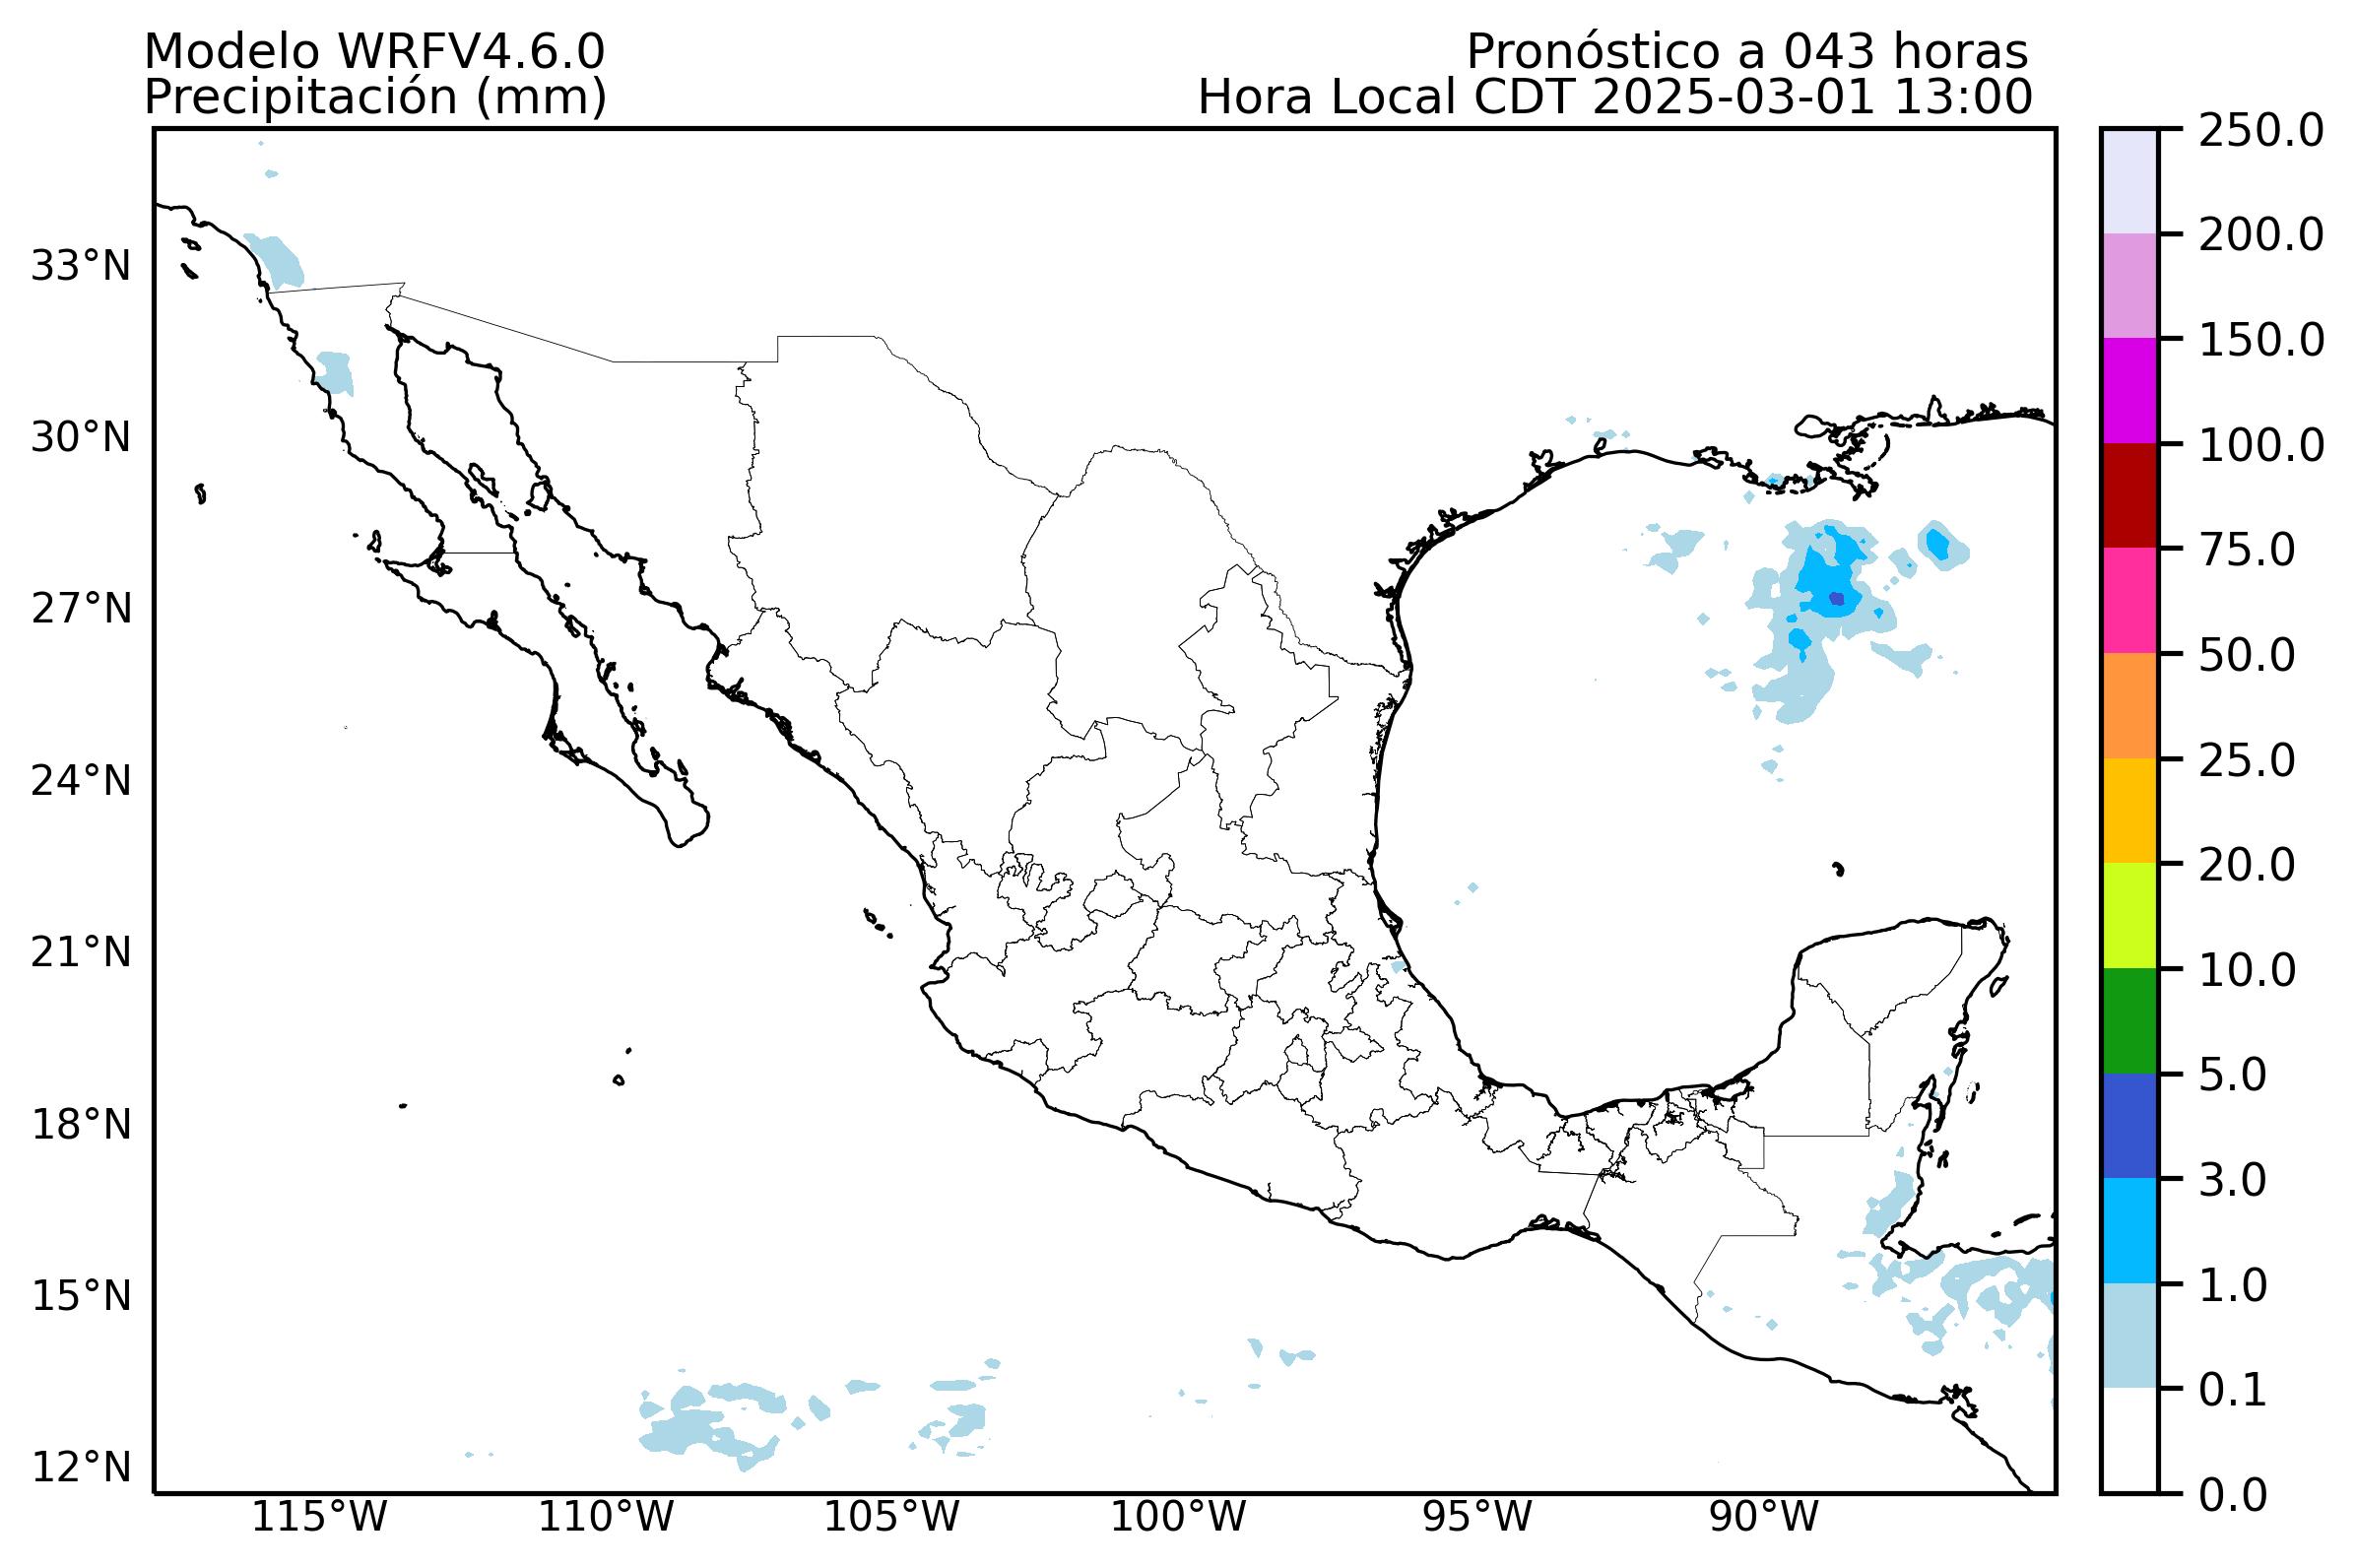 Modelo WRFV4.6.0
Precipitación (mm)
Pronóstico a 043 horas
Hora Local CDT 2025-03-01 13:00
33°N
30°N
27°N
24°N
21°N
18°N
15°N
12°N
115°W
110°W
105°W
100°W
95°W
90°W
250.0
200.0
150.0
100.0
75.0
50.0
25.0
20.0
10.0
5.0
3.0
1.0
0.1
0.0